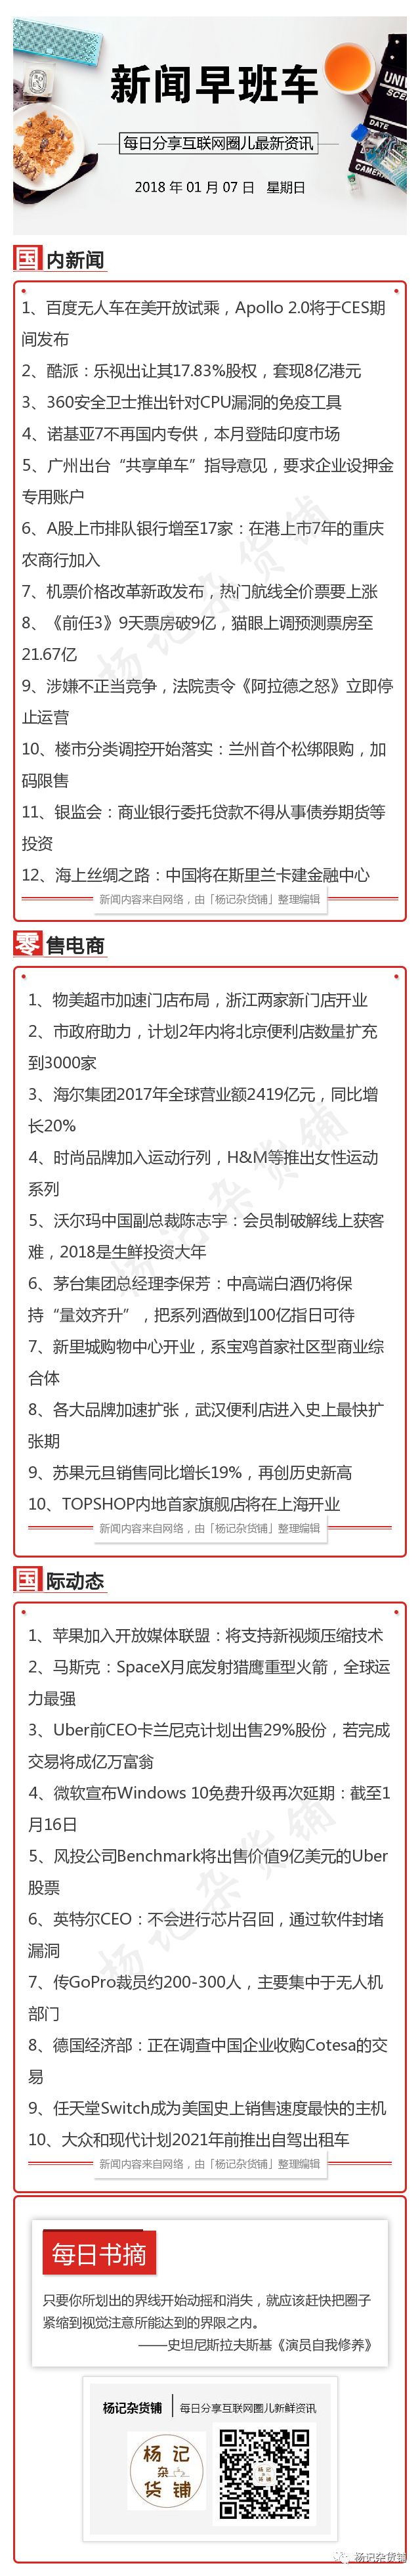 新闻早班车
每日分享互联网圈儿最新资讯
2018 年 01 月 07 日 星期日
国内新闻
1、百度无人车在美开放试乘，Apollo 2.0将于CES期
间发布
2、酷派：乐视出让其17.83%股权，套现8亿港元
3、360安全卫士推出针对CPU漏洞的免疫工具
4、诺基亚7不再国内专供，本月登陆印度市场
5、广州出台“共享单车”指导意见，要求企业设押金
专用账户
6、A股上市排队银行增至17家：在港上市7年的重庆
农商行加入
7、机票价格改革新政发布，热门航线全价票要上涨
8、《前任3》9天票房破9亿，猫眼上调预测票房至
21.67亿
9、涉嫌不正当竞争，法院责令《阿拉德之怒》立即停
止运营
10、楼市分类调控开始落实：兰州首个松绑限购，加
码限售
11、银监会：商业银行委托贷款不得从事债券期货等
投资
12、海上丝绸之路：中国将在斯里兰卡建金融中心
新闻内容来自网络，由「杨记杂货铺」整理编辑
杨记杂货铺
零售电商
1、物美超市加速门店布局，浙江两家新门店开业
2、市政府助力，计划2年内将北京便利店数量扩充
到3000家
3、海尔集团2017年全球营业额2419亿元，同比增
长20%
4、时尚品牌加入运动行列，H&M等推出女性运动
系列
5、沃尔玛中国副总裁陈志宇：会员制破解线上获客
难，2018是生鲜投资大年
6、茅台集团总经理李保芳：中高端白酒仍将保
持“量效齐升”，把系列酒做到100亿指日可待
7、新里城购物中心开业，系宝鸡首家社区型商业综
合体
8、各大品牌加速扩张，武汉便利店进入史上最快扩
张期
9、苏果元旦销售同比增长19%，再创历史新高
10、TOPSHOP内地首家旗舰店将在上海开业
新闻内容来自网络，由「杨记杂货铺」整理编辑
杨记杂货铺
国际动态
1、苹果加入开放媒体联盟：将支持新视频压缩技术
2、马斯克：SpaceX月底发射猎鹰重型火箭，全球运
力最强
3、Uber前CEO卡兰尼克计划出售29%股份，若完成
交易将成亿万富翁
4、微软宣布Windows 10免费升级再次延期：截至1
月16日
5、风投公司Benchmark将出售价值9亿美元的Uber
股票
6、英特尔CEO：不会进行芯片召回，通过软件封堵
漏洞
7、传GoPro裁员约200-300人，主要集中于无人机
部门
8、德国经济部：正在调查中国企业收购Cotesa的交
易
9、任天堂Switch成为美国史上销售速度最快的主机
10、大众和现代计划2021年前推出自驾出租车
新闻内容来自网络，由「杨记杂货铺」整理编辑
杨记杂货铺
每日书摘
只要你所划出的界线开始动摇和消失，就应该赶快把圈子
紧缩到视觉注意所能达到的界限之内。
——史坦尼斯拉夫斯基《演员自我修养》
杨记杂货铺 每日分享互联网圈儿新鲜资讯
杨记
杂
货铺
杨记杂货铺